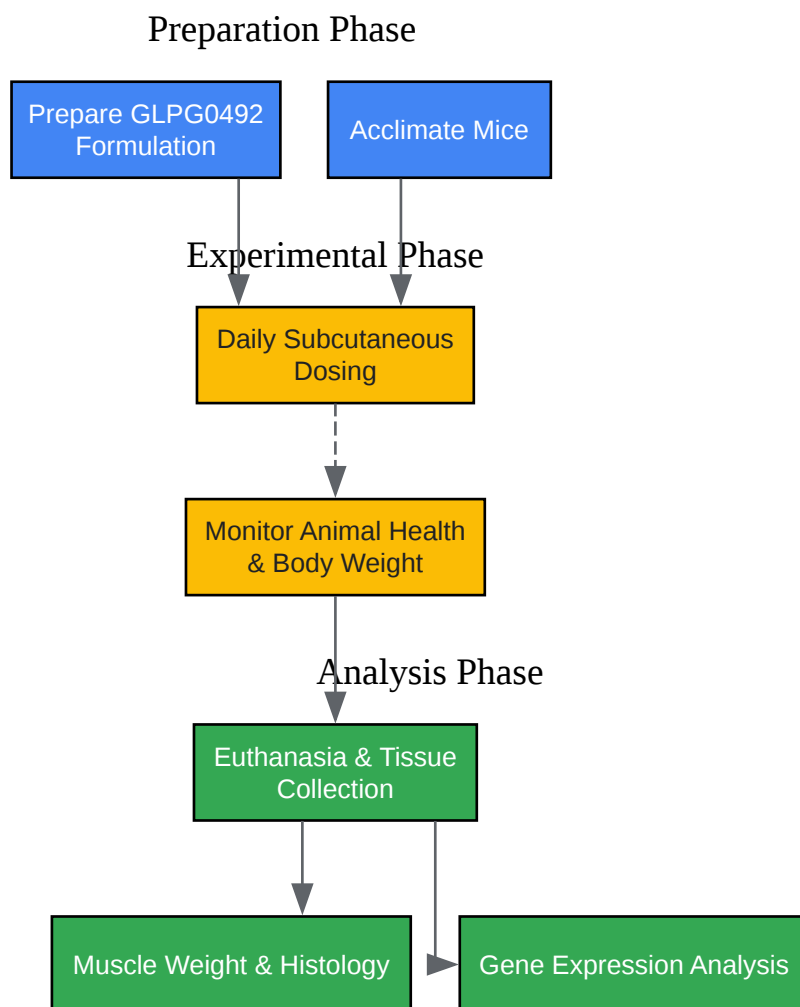 Preparation Phase
Prepare GLPG0492
Formulation
Acclimate Mice
Experimental Phase
Daily Subcutaneous
Dosing
Monitor Animal Health
& Body Weight
Analysis Phase
Euthanasia & Tissue
Collection
Muscle Weight & Histology
Gene Expression Analysis